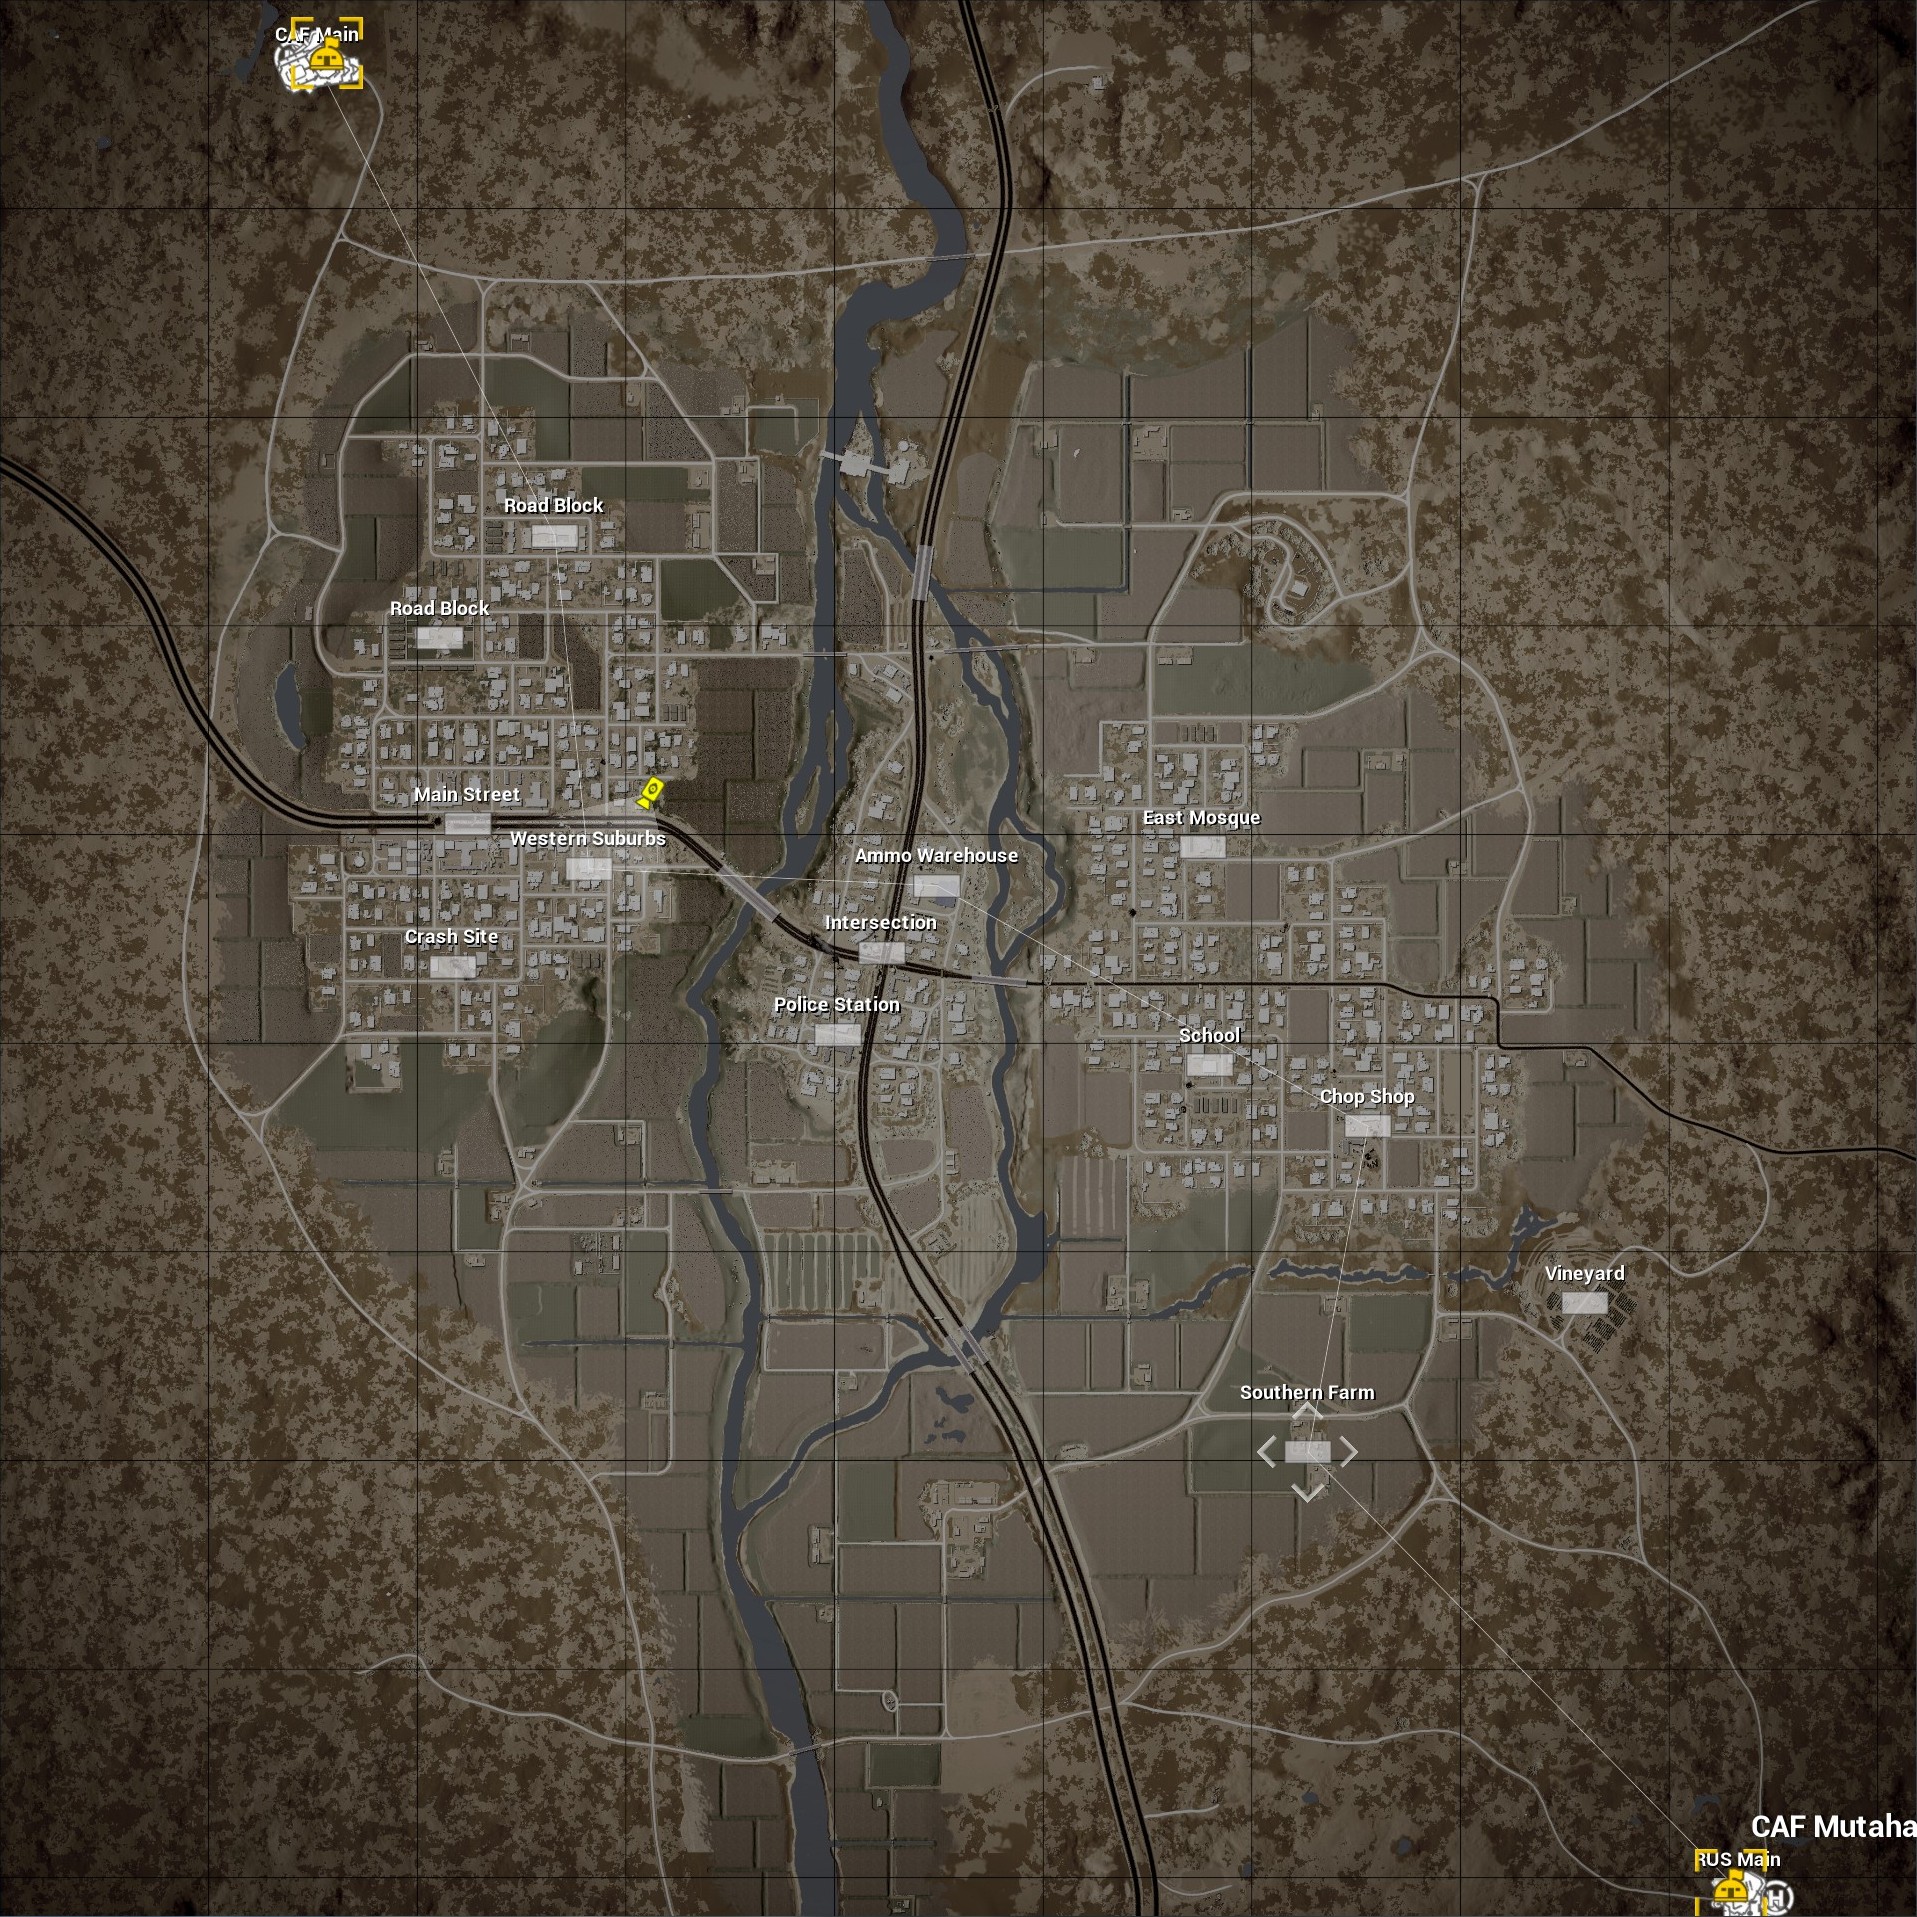 CAF Main
Road Block
Road Block
Main Street
Western Suburbs
East Mosque
Ammo Warehouse
Intersection
Crash Site
Police Station
School
Chop Shop
Vineyard
Southern Farm
CAF Mutaha
RUS Main
H